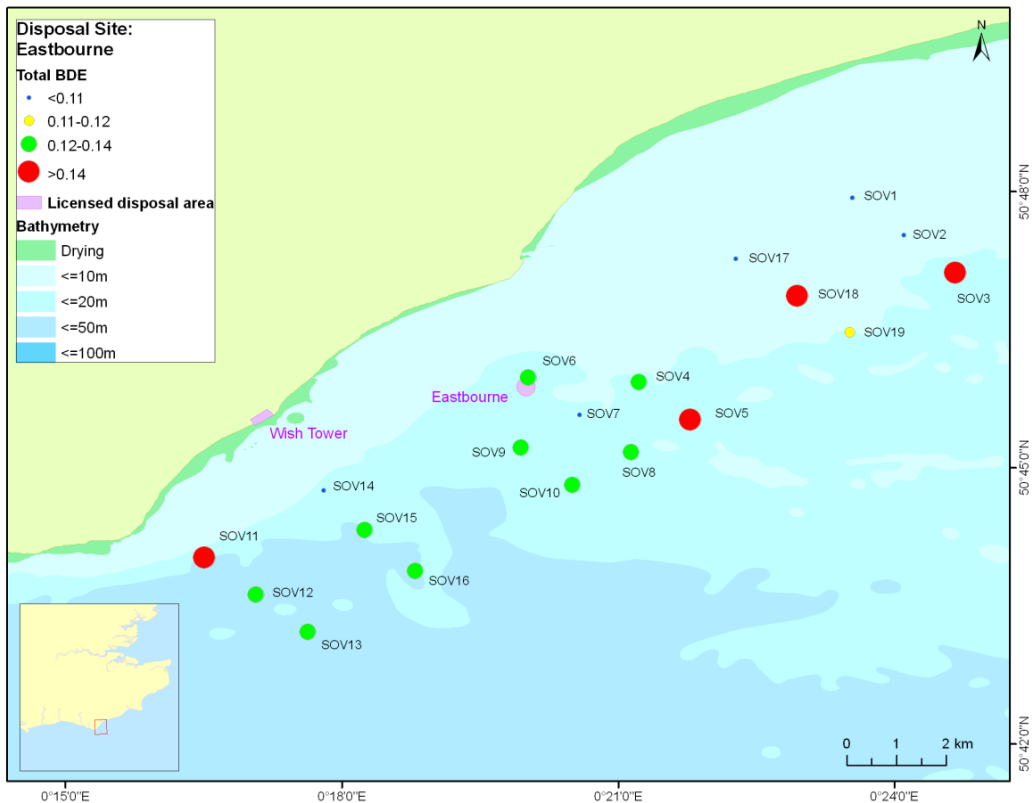 Disposal Site:
Eastbourne
Total BDE
<0.11
0.11-0.12
0.12-0.14
>0.14
Licensed disposal area
Bathymetry
Drying
<=10m
<=20m
<=50m
<=100m
N
SOV1
SOV2
SOV17
SOV3
SOV18
SOV19
SOV6
SOV4
Eastbourne
SOV7
SOV5
Wish Tower
SOV9
SOV8
SOV10
SOV14
SOV15
SOV11
SOV16
SOV12
SOV13
0 1 2 km
50°48'0"N
50°45'0"N
50°42'0"N
0°15'0"E 0°18'0"E 0°21'0"E 0°24'0"E